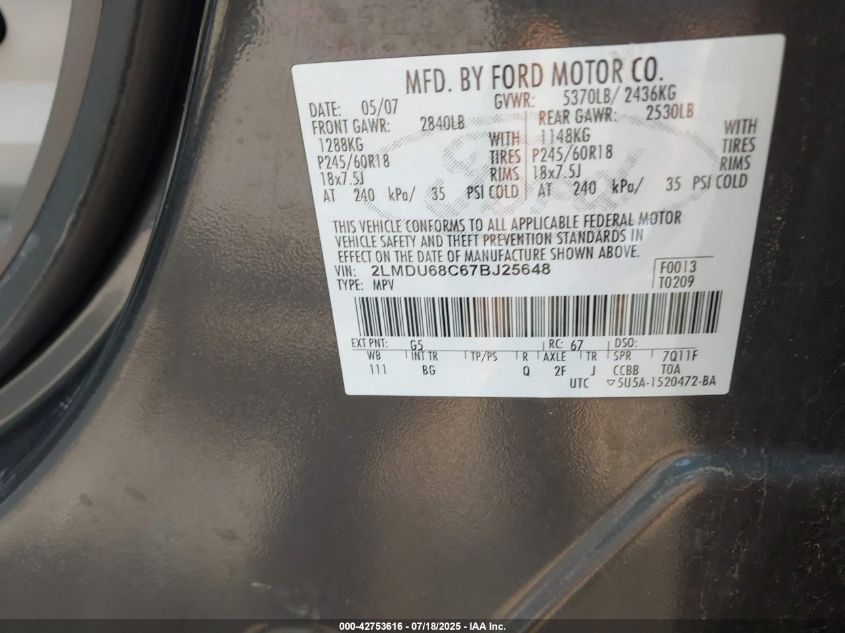 MFD. BY FORD MOTOR CO.
DATE: 05/07 GVWR: 5370LB/ 2436KG
FRONT GAWR: 2840LB REAR GAWR: 2530LB
1288KG WITH 1148KG WITH
P245/60R18 TIRES P245/60R18 TIRES
18x7.5J RIMS 18x7.5J RIMS
AT 240 kPa/ 35 PSI COLD AT 240 kPa/ 35 PSI COLD
THIS VEHICLE CONFORMS TO ALL APPLICABLE FEDERAL MOTOR
VEHICLE SAFETY AND THEFT PREVENTION STANDARDS IN
EFFECT ON THE DATE OF MANUFACTURE SHOWN ABOVE.
VIN: 2LMDU68C67BJ25648 F0013
TYPE: MPV T0209
EXT PNT: G5 RC: 67 DSO:
WB INT TR TP/PS R AXLE TR SPR 7Q11F
111 BG Q 2F J CCBB TOA
UTC ▽5U5A-1520472-BA
000-42753616 - 07/18/2025 - IAA Inc.